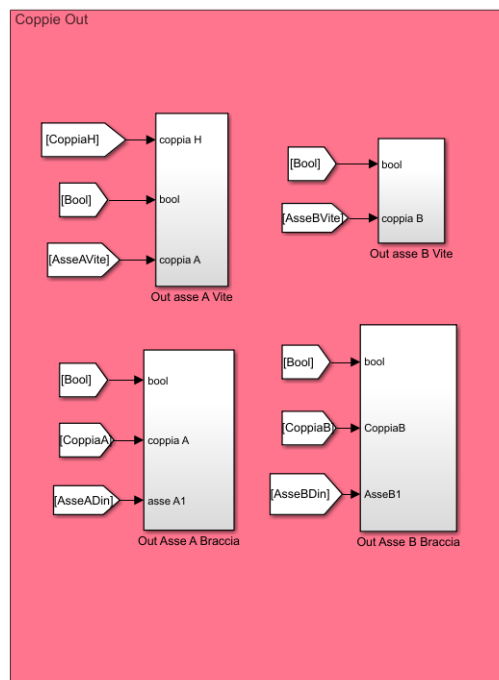 Coppie Out
[CoppiaH]
coppia H
[Bool]
bool
[AsseAVite]
coppia A
Out asse A Vite
[Bool]
bool
[AsseBVite]
coppia B
Out asse B Vite
[Bool]
bool
[CoppiaA]
coppia A
[AsseADin]
asse A1
Out Asse A Braccia
[Bool]
bool
[CoppiaB]
CoppiaB
[AsseBDin]
AsseB1
Out Asse B Braccia